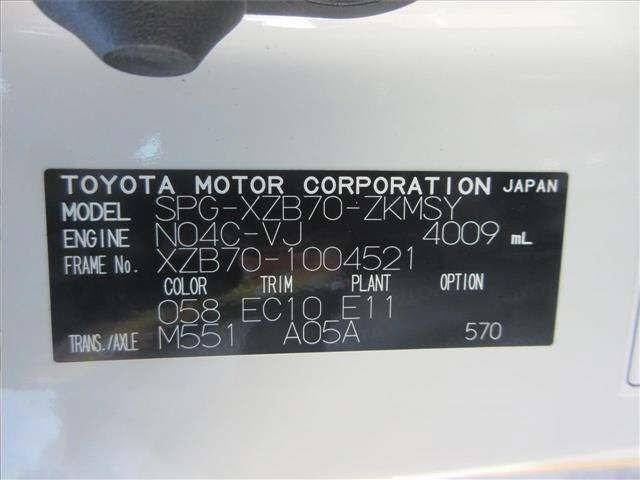 TOYOTA MOTOR CORPORATION JAPAN
MODEL SPG-XZB70-ZKMSY
ENGINE N04C-VJ 4009 mL
FRAME No. XZB70-1004521
COLOR TRIM PLANT OPTION
058 EC10 E11
TRANS./AXLE M551 A05A 570